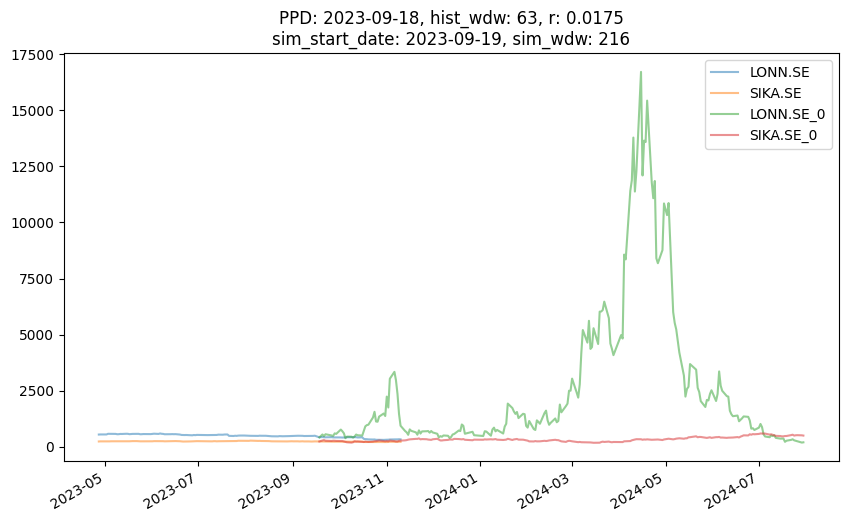 PPD: 2023-09-18, hist_wdw: 63, r: 0.0175
sim_start_date: 2023-09-19, sim_wdw: 216
17500
15000
12500
10000
7500
5000
2500
0
LONN.SE
SIKA.SE
LONN.SE_0
SIKA.SE_0
2023-05
2023-07
2023-09
2023-11
2024-01
2024-03
2024-05
2024-07